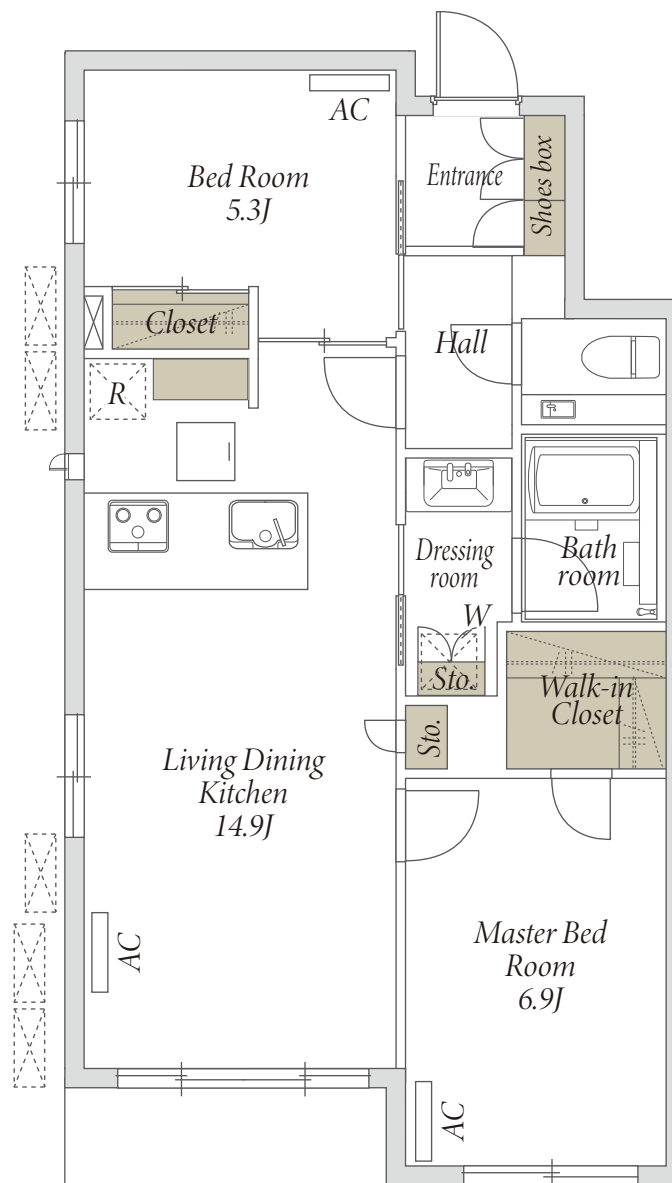 AC
Bed Room
5.3J
Entrance
Shoes box
Closet
Hall
R
Dressing
room
Bath
room
W
Sto.
Walk-in
Closet
Sto.
Living Dining
Kitchen
14.9J
AC
Master Bed
Room
6.9J
AC